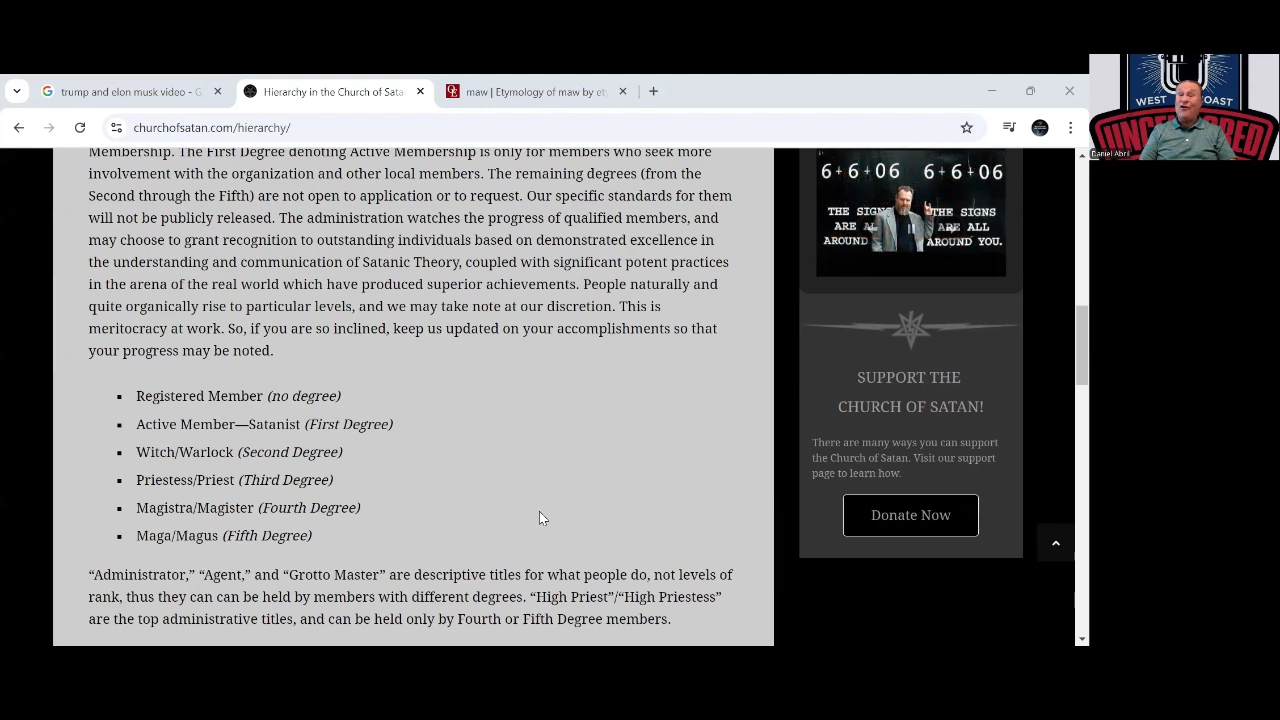 trump and elon musk video - G
Hierarchy in the Church of Sata
maw | Etymology of maw by ety
churchofsatan.com/hierarchy/
WEST COAST
UNCENSORED
Daniel Abril
Membership. The First Degree denoting Active Membership is only for members who seek more
involvement with the organization and other local members. The remaining degrees (from the
Second through the Fifth) are not open to application or to request. Our specific standards for them
will not be publicly released. The administration watches the progress of qualified members, and
may choose to grant recognition to outstanding individuals based on demonstrated excellence in
the understanding and communication of Satanic Theory, coupled with significant potent practices
in the arena of the real world which have produced superior achievements. People naturally and
quite organically rise to particular levels, and we may take note at our discretion. This is
meritocracy at work. So, if you are so inclined, keep us updated on your accomplishments so that
your progress may be noted.
Registered Member (no degree)
Active Member—Satanist (First Degree)
Witch/Warlock (Second Degree)
Priestess/Priest (Third Degree)
Magistra/Magister (Fourth Degree)
Maga/Magus (Fifth Degree)
“Administrator,” “Agent,” and “Grotto Master” are descriptive titles for what people do, not levels of
rank, thus they can can be held by members with different degrees. “High Priest”/“High Priestess”
are the top administrative titles, and can be held only by Fourth or Fifth Degree members.
6+6+06 6+6+06
THE SIGNS THE SIGNS
ARE ALL ARE ALL
AROUND AROUND YOU.
SUPPORT THE
CHURCH OF SATAN!
There are many ways you can support
the Church of Satan. Visit our support
page to learn how.
Donate Now